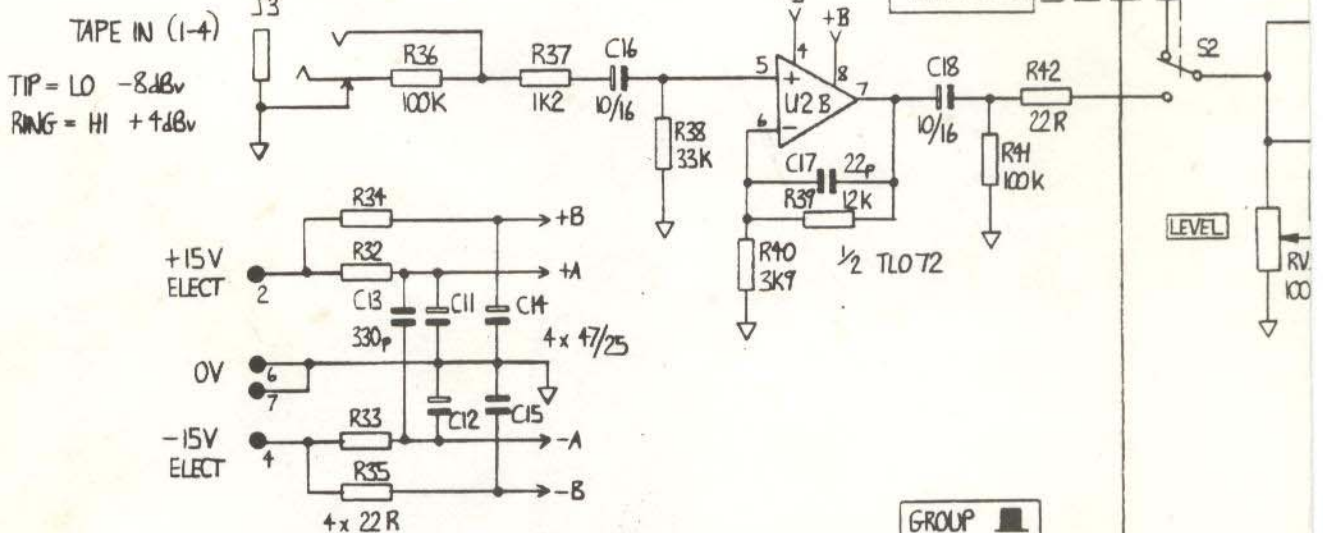 J3
TAPE IN (1-4)
TIP = LO -8dBv
RING = HI +4dBv
R36
100K
R37
1K2
C16
10/16
R38
33K
+B
4
5
+
8
7
U2 B
6
−
C17
22p
R39
12K
R40
3K9
1/2 TL072
C18
10/16
R41
100K
R42
22R
S2
LEVEL
RV
100
R34
+B
+15V
ELECT
2
R32
+A
C13
330p
C11
C14
4 x 47/25
0V
6
7
C12
C15
-15V
ELECT
4
R33
-A
R35
-B
4 x 22R
GROUP